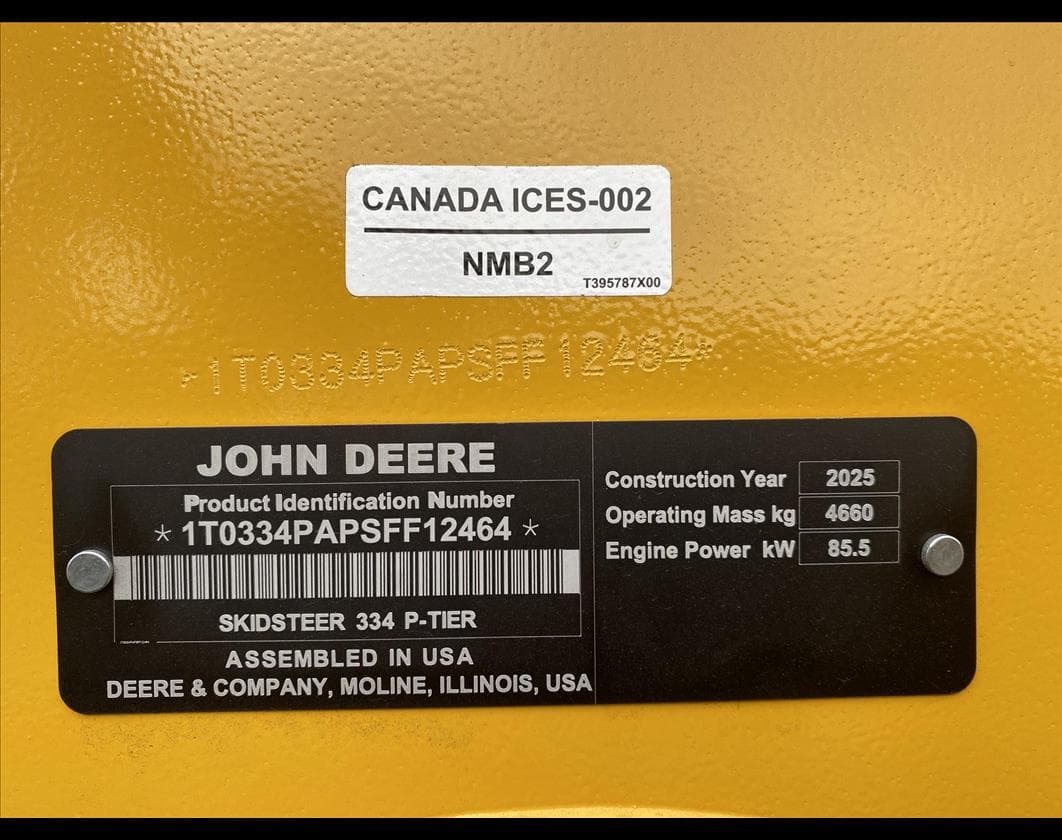 CANADA ICES-002
NMB2
T395787X00
*1T0334PAPSFF12464*
JOHN DEERE
Product Identification Number
* 1T0334PAPSFF12464 *
SKIDSTEER 334 P-TIER
ASSEMBLED IN USA
DEERE & COMPANY, MOLINE, ILLINOIS, USA
Construction Year 2025
Operating Mass kg 4660
Engine Power kW 85.5